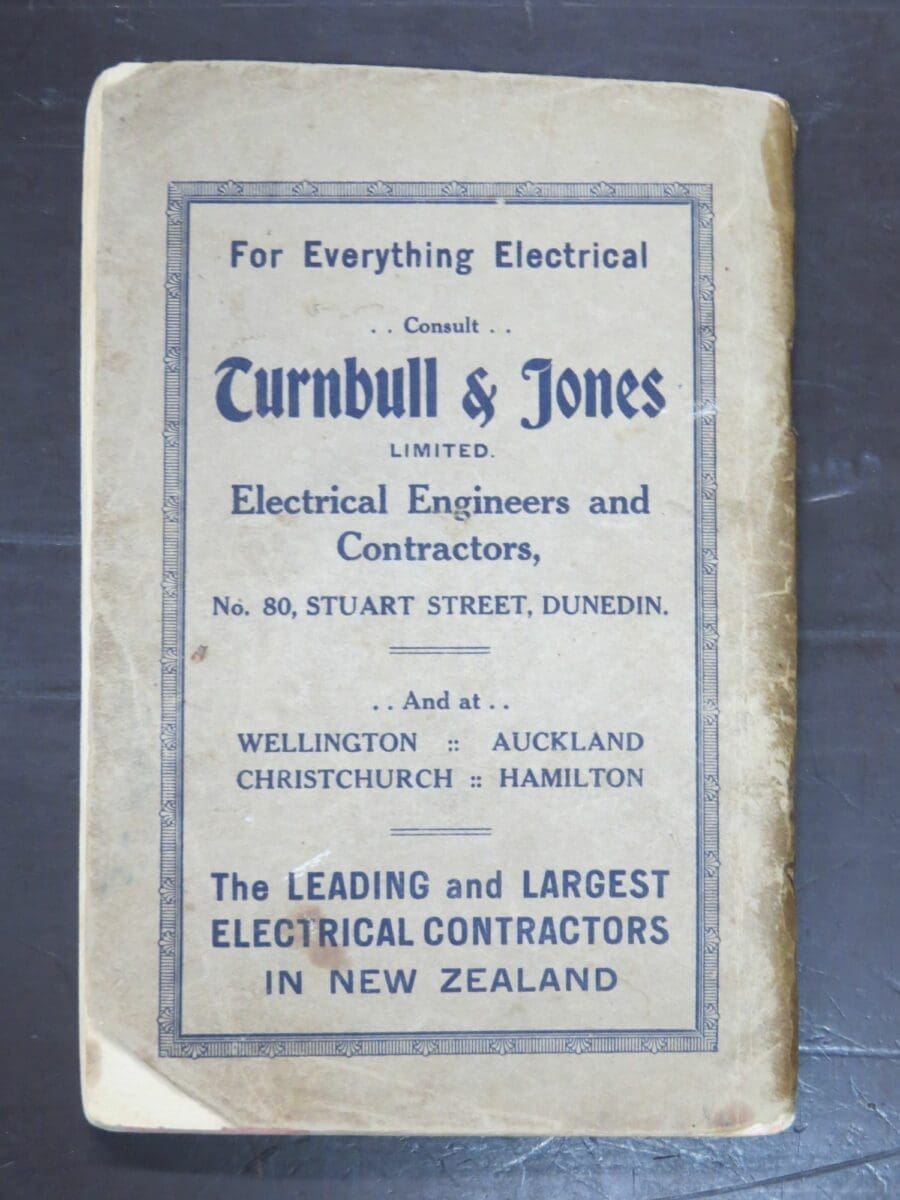 For Everything Electrical
. . Consult . .
Turnbull & Jones
LIMITED.
Electrical Engineers and
Contractors,
No. 80, STUART STREET, DUNEDIN.
. . And at . .
WELLINGTON :: AUCKLAND
CHRISTCHURCH :: HAMILTON
The LEADING and LARGEST
ELECTRICAL CONTRACTORS
IN NEW ZEALAND